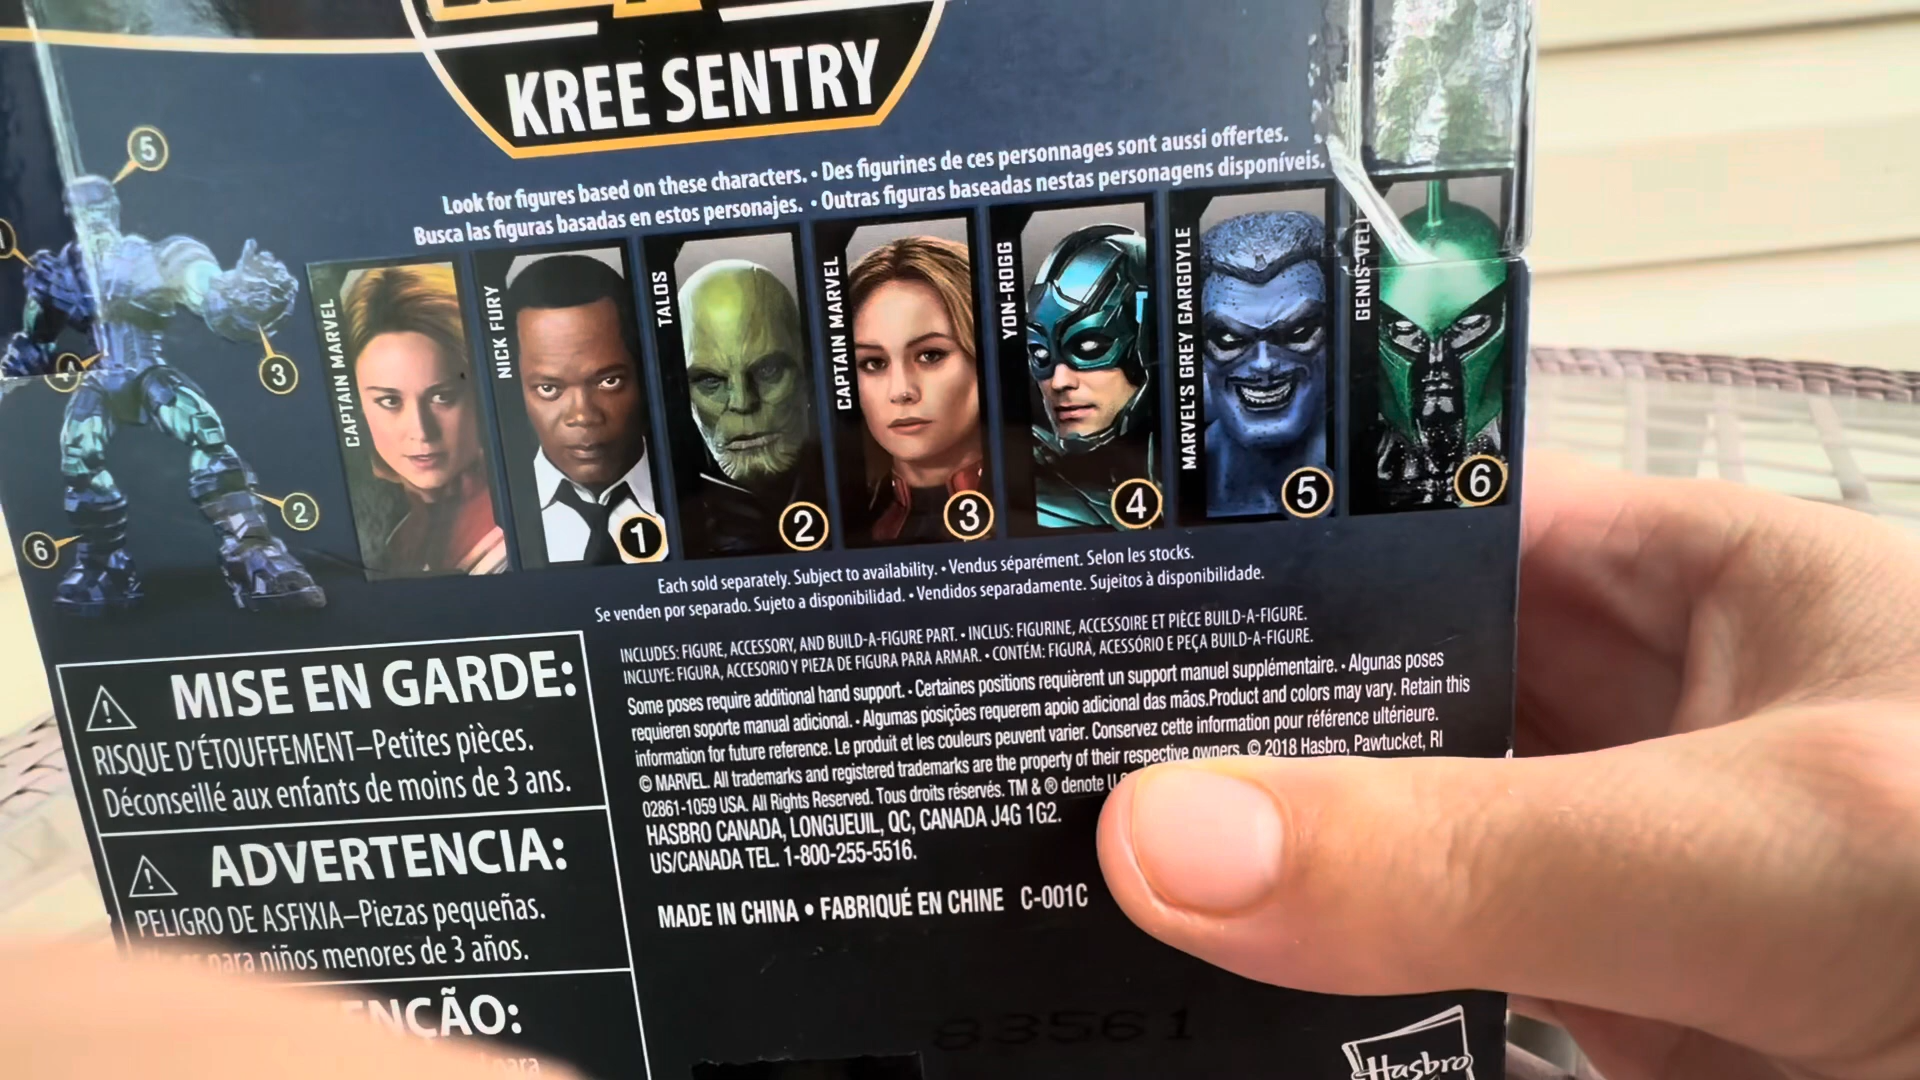 KREE SENTRY
Look for figures based on these characters. • Des figurines de ces personnages sont aussi offertes.
Busca las figuras basadas en estos personajes. • Outras figuras baseadas nestas personagens disponíveis.
5
3
2
6
CAPTAIN MARVEL
NICK FURY
1
TALOS
2
CAPTAIN MARVEL
3
YON-ROGG
4
MARVEL'S GREY GARGOYLE
5
GENIS-VELL
6
Each sold separately. Subject to availability. • Vendus séparément. Selon les stocks.
Se venden por separado. Sujeto a disponibilidad. • Vendidos separadamente. Sujeitos à disponibilidade.
INCLUDES: FIGURE, ACCESSORY, AND BUILD-A-FIGURE PART. • INCLUS: FIGURINE, ACCESSOIRE ET PIÈCE BUILD-A-FIGURE.
INCLUYE: FIGURA, ACCESORIO Y PIEZA DE FIGURA PARA ARMAR. • CONTÉM: FIGURA, ACESSÓRIO E PEÇA BUILD-A-FIGURE.
Some poses require additional hand support. • Certaines positions requièrent un support manuel supplémentaire. • Algunas poses
requieren soporte manual adicional. • Algumas posições requerem apoio adicional das mãos.Product and colors may vary. Retain this
information for future reference. Le produit et les couleurs peuvent varier. Conservez cette information pour référence ultérieure.
© MARVEL. All trademarks and registered trademarks are the property of their respective owners. © 2018 Hasbro, Pawtucket, RI
02861-1059 USA. All Rights Reserved. Tous droits réservés. TM & ® denote
HASBRO CANADA, LONGUEUIL, QC, CANADA J4G 1G2.
US/CANADA TEL. 1-800-255-5516.
MADE IN CHINA • FABRIQUÉ EN CHINE C-001C
83561
Hasbro
MISE EN GARDE:
RISQUE D'ÉTOUFFEMENT–Petites pièces.
Déconseillé aux enfants de moins de 3 ans.
ADVERTENCIA:
PELIGRO DE ASFIXIA–Piezas pequeñas.
para niños menores de 3 años.
ENÇÃO:
para